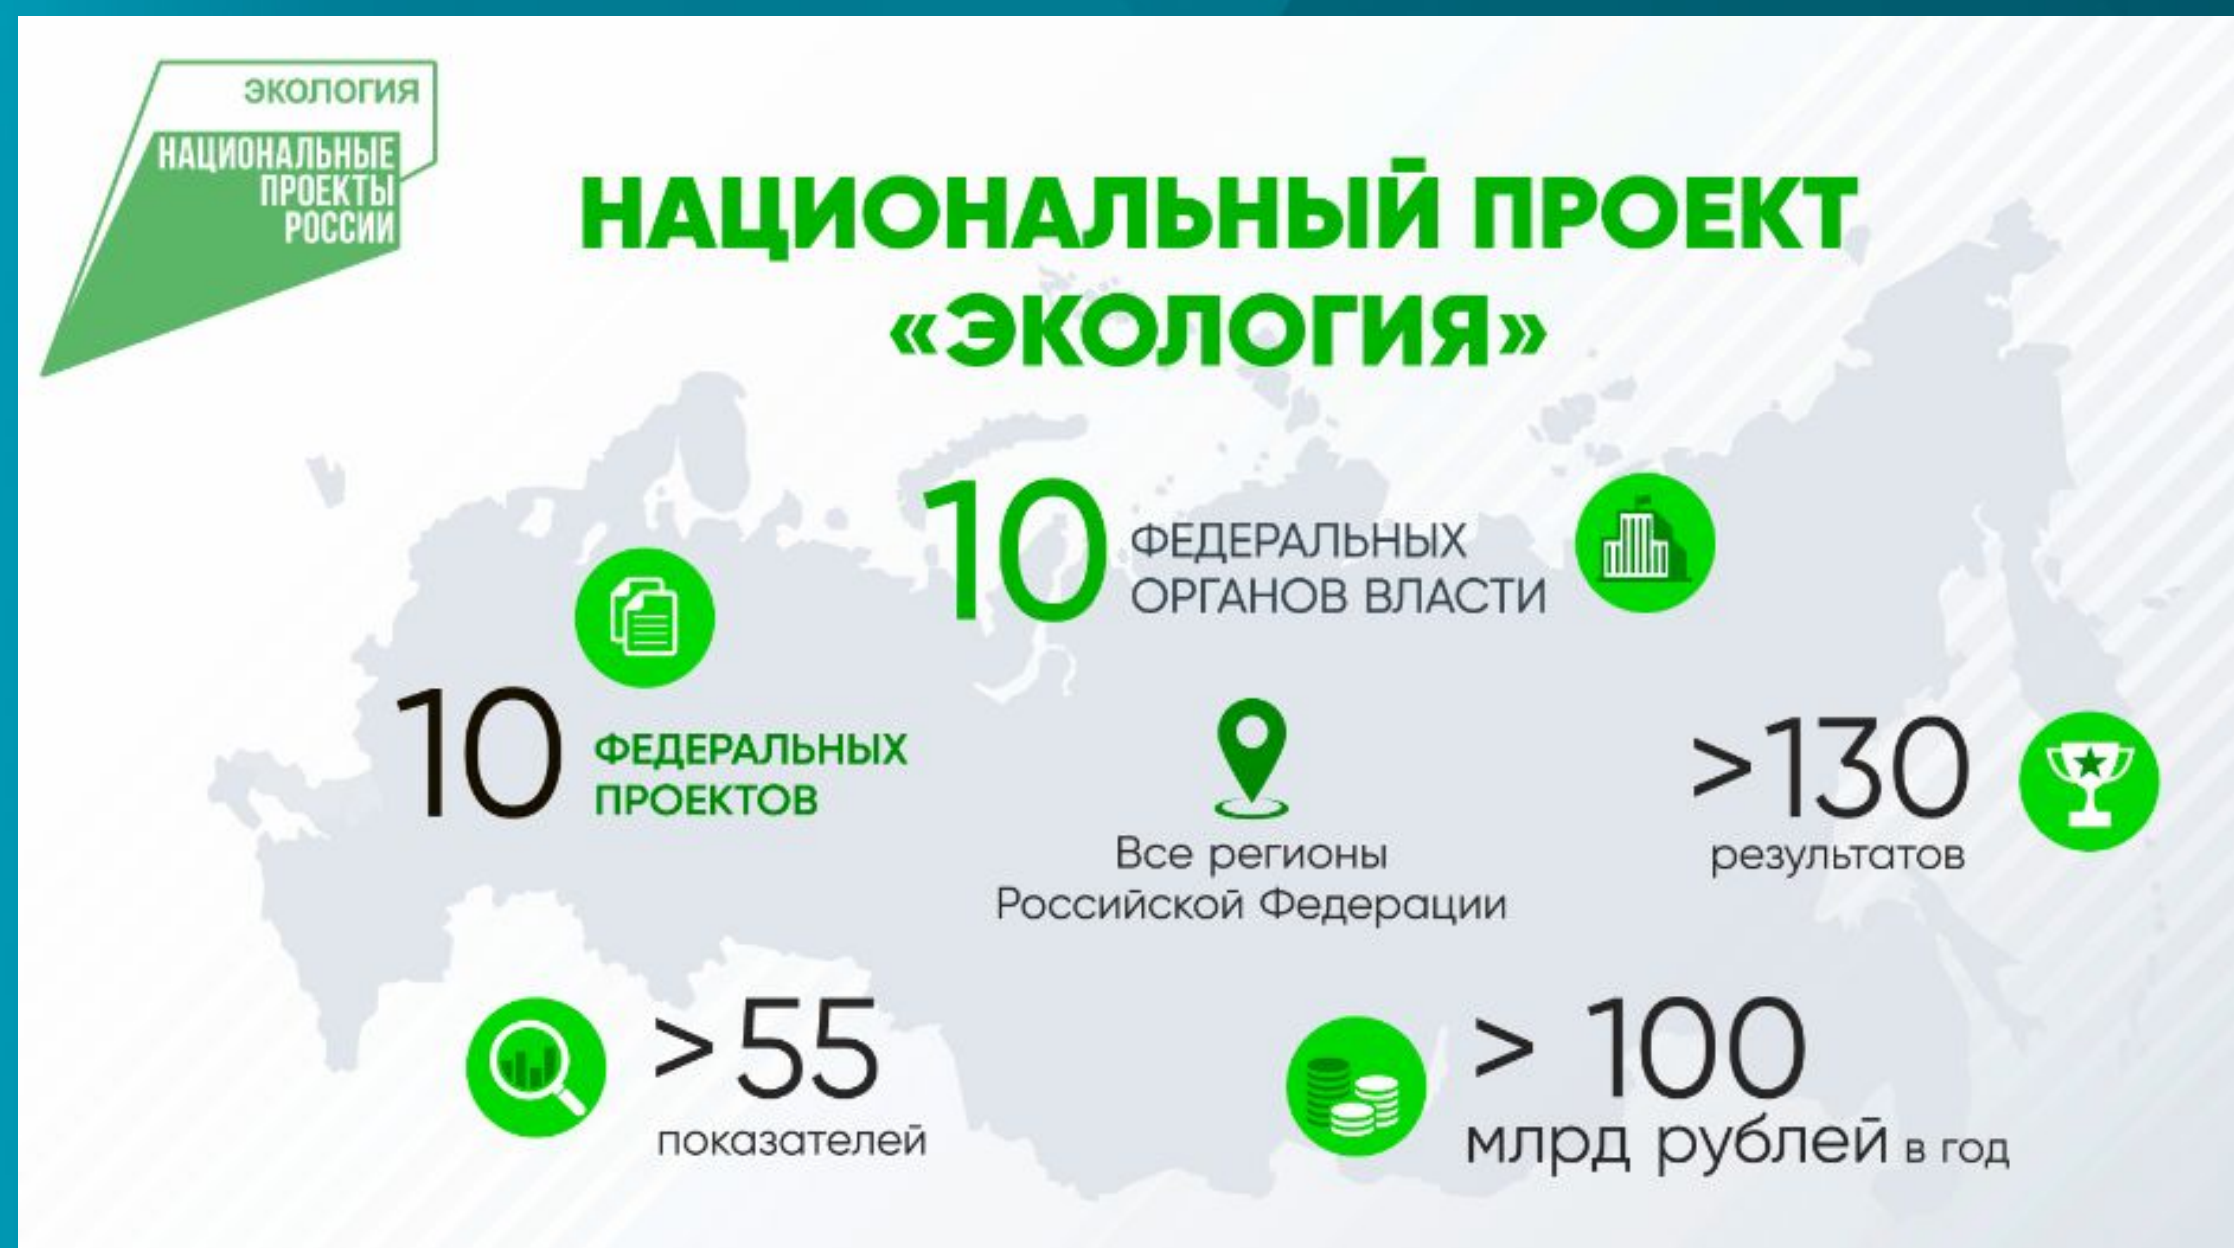 ЭКОЛОГИЯ
НАЦИОНАЛЬНЫЕ
ПРОЕКТЫ
РОССИИ
НАЦИОНАЛЬНЫЙ ПРОЕКТ
«ЭКОЛОГИЯ»
10 ФЕДЕРАЛЬНЫХ
ОРГАНОВ ВЛАСТИ
10 ФЕДЕРАЛЬНЫХ
ПРОЕКТОВ
Все регионы
Российской Федерации
>130
результатов
>55
показателей
> 100
млрд рублей в год